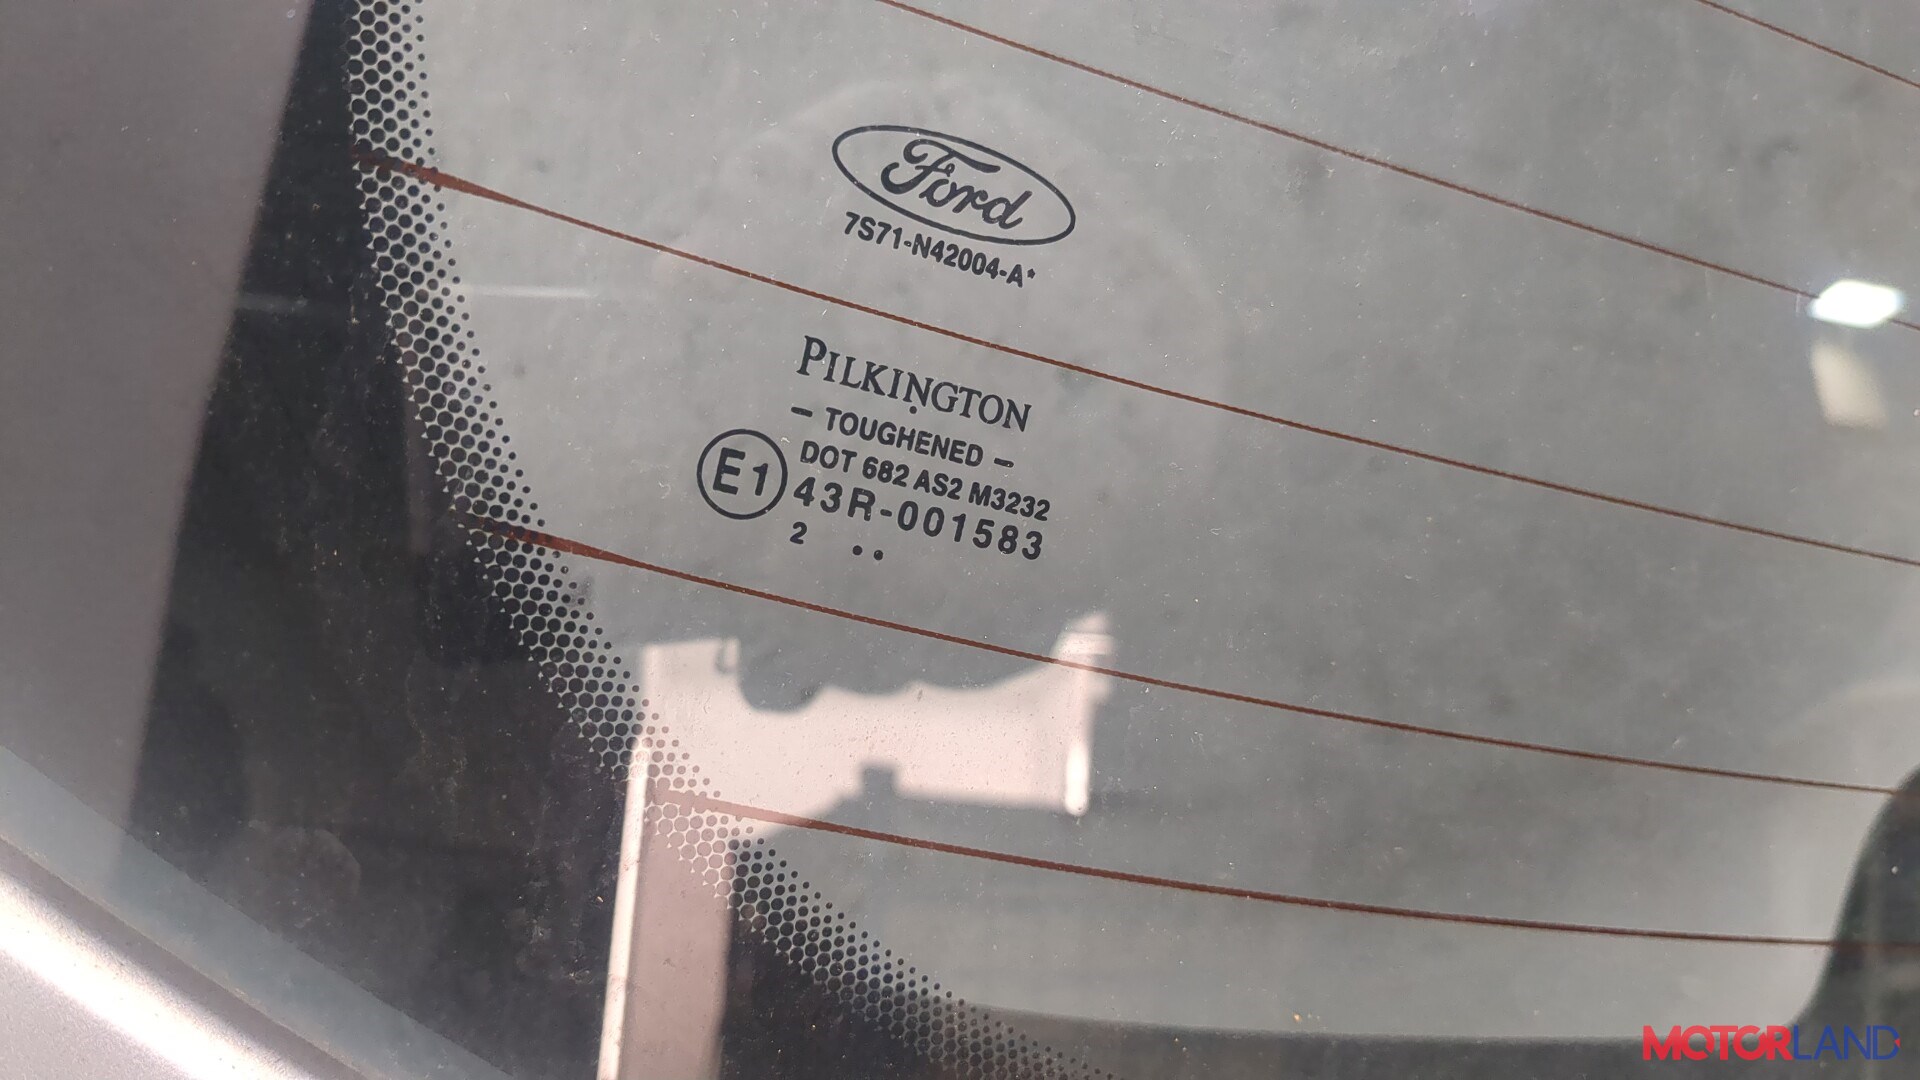 Ford
7S71-N42004-A*
PILKINGTON
- TOUGHENED -
DOT 682 AS2 M3232
E1 43R-001583
2 ..
MOTORLAND